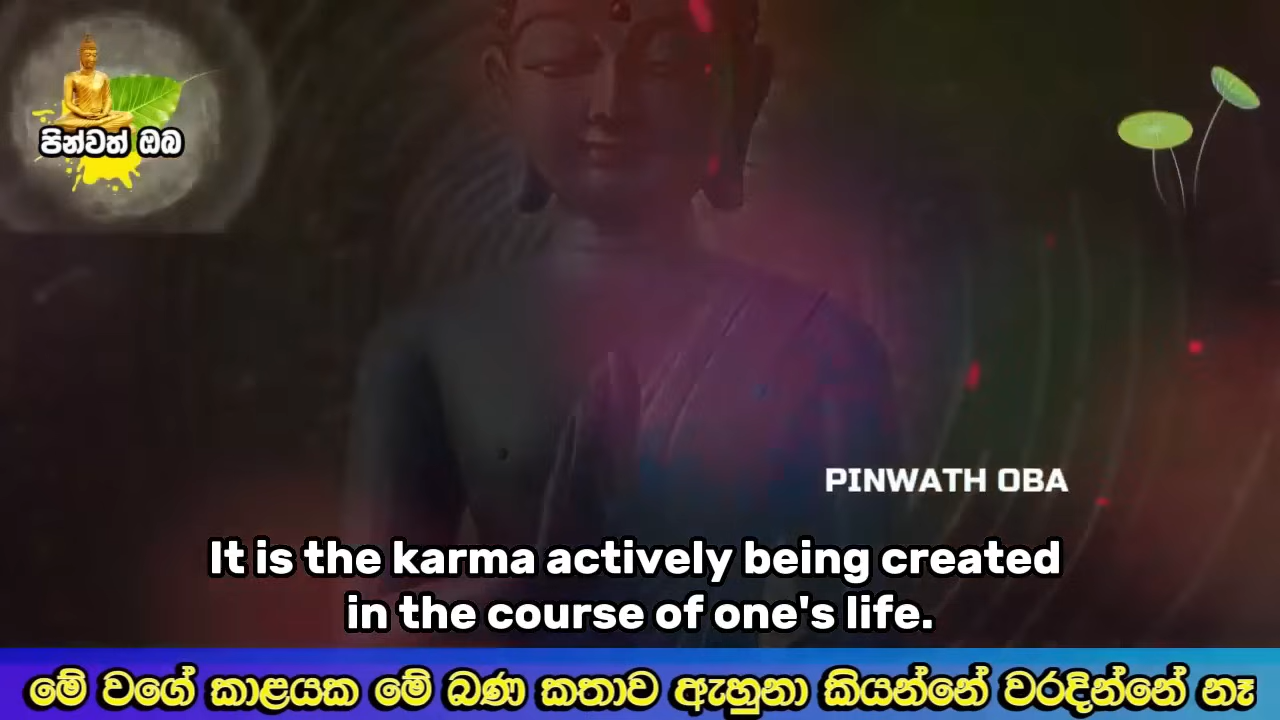 පින්වත් ඔබ
PINWATH OBA
It is the karma actively being created
in the course of one's life.
මේ වගේ කාළයක මේ බණ කතාව ඇහුනා කියන්නේ වරදින්නේ නෑ